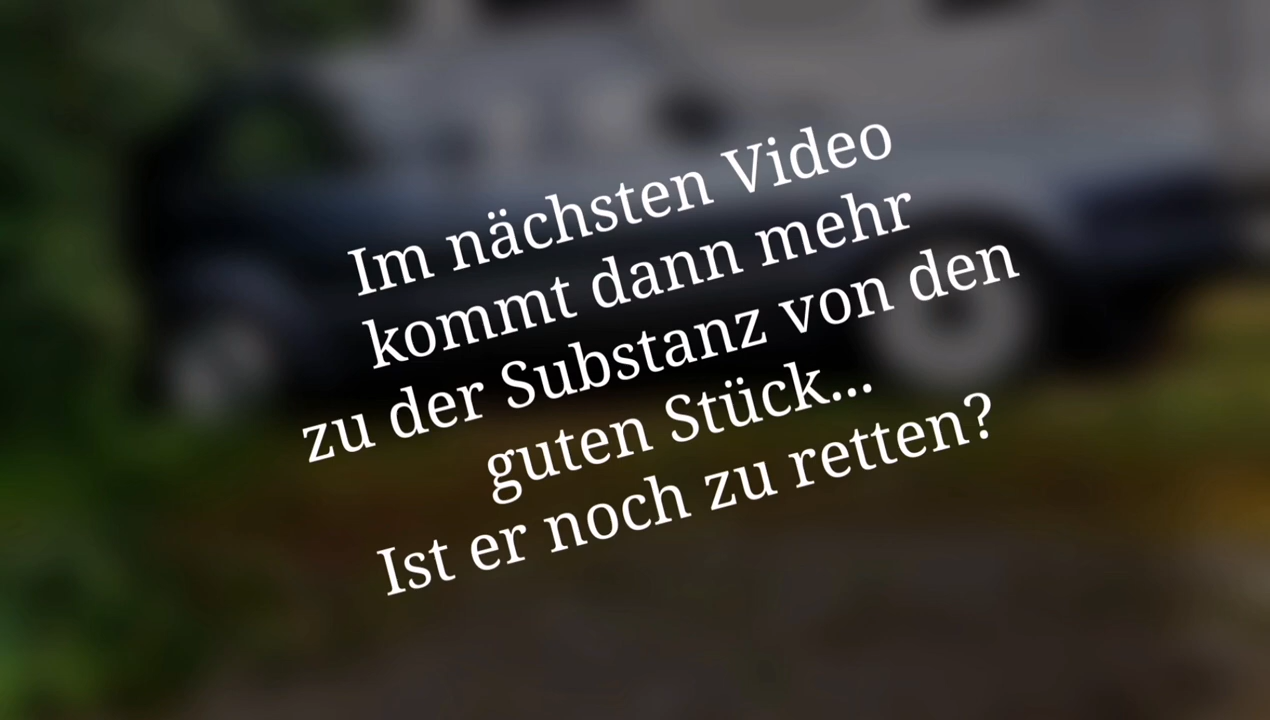 Im nächsten Video
kommt dann mehr
zu der Substanz von den
guten Stück...
Ist er noch zu retten?